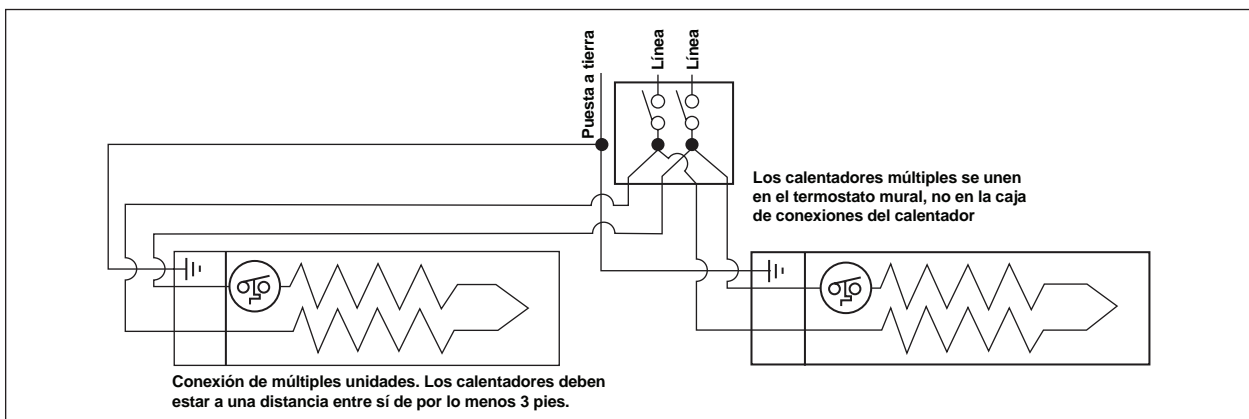 Puesta a tierra
Línea
Línea
Los calentadores múltiples se unen
en el termostato mural, no en la caja
de conexiones del calentador
Conexión de múltiples unidades. Los calentadores deben
estar a una distancia entre sí de por lo menos 3 pies.